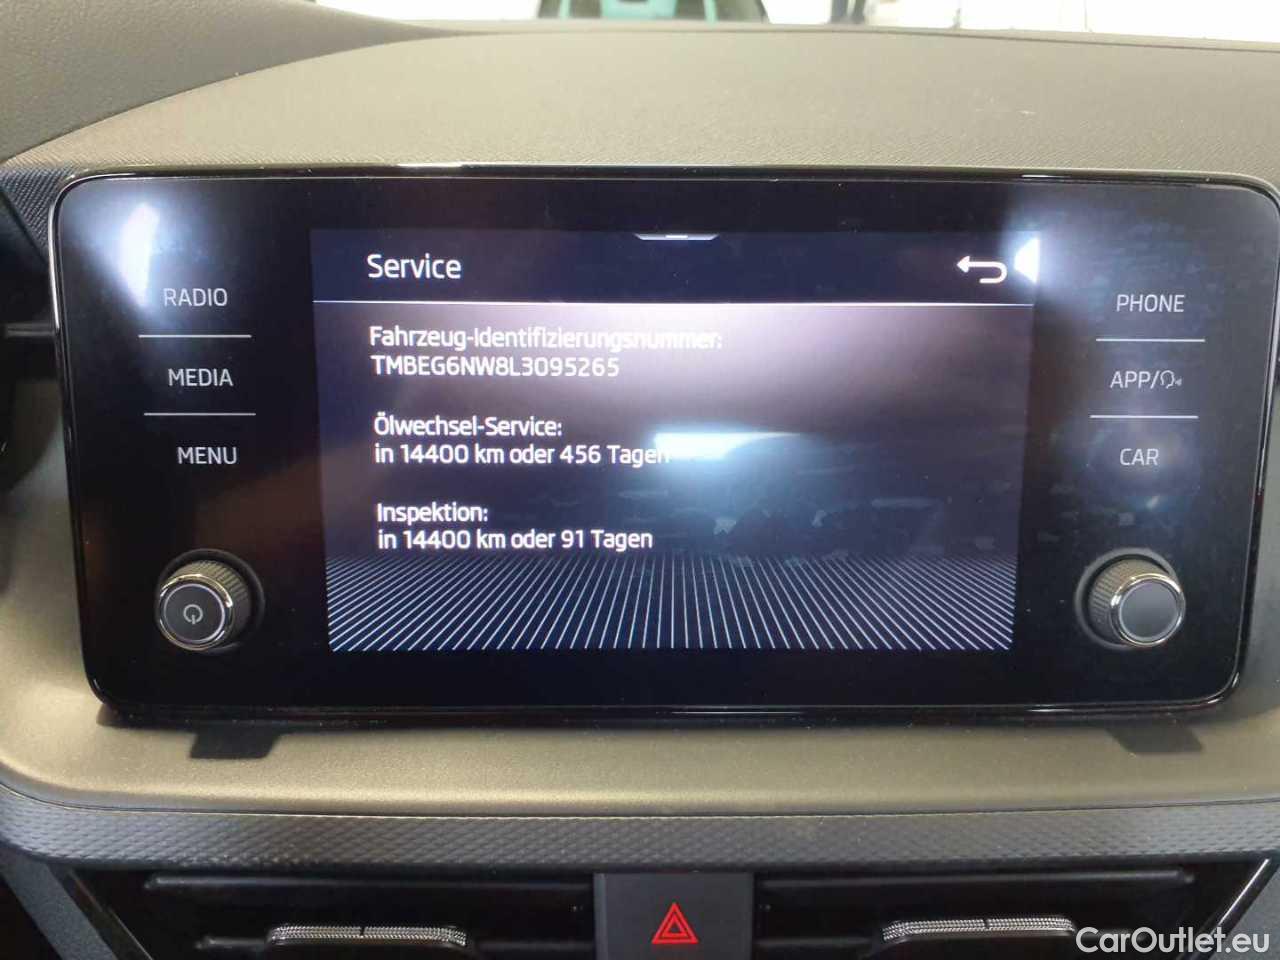 Service
RADIO
MEDIA
MENU
Fahrzeug-Identifizierungsnummer:
TMBEG6NW8L3095265
Ölwechsel-Service:
in 14400 km oder 456 Tagen
Inspektion:
in 14400 km oder 91 Tagen
PHONE
APP/
CAR
CarOutlet.eu